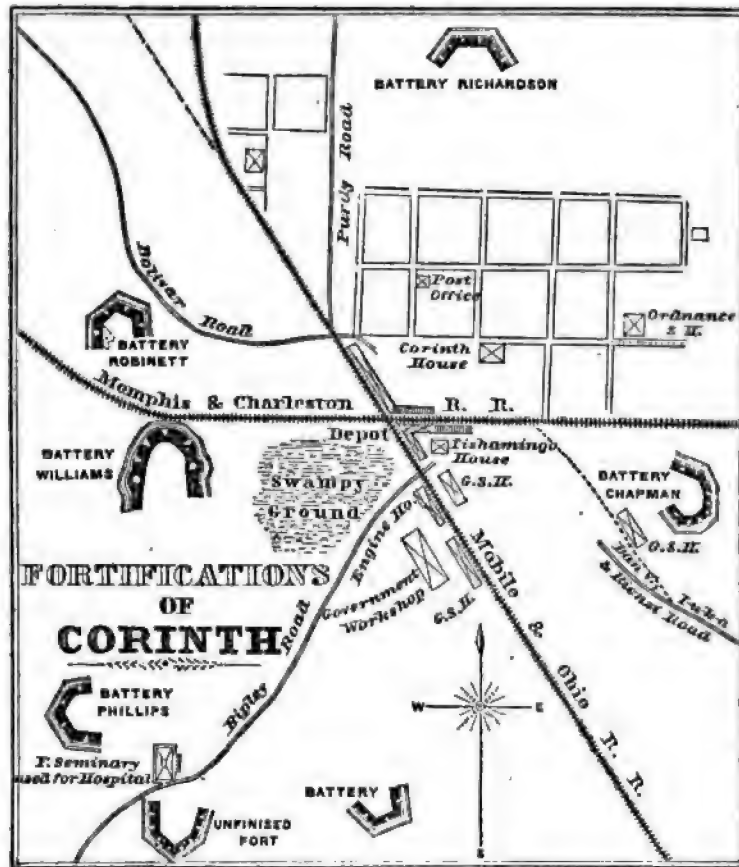 BATTERY RICHARDSON
Purdy Road
Bolivar Road
Post
Office
Ordnance
S H.
Corinth
House
BATTERY
ROBINETT
Memphis & Charleston R. R.
BATTERY
WILLIAMS
Depot
Tishamingo
House
Swampy
Ground
G.S.H.
BATTERY
CHAPMAN
G.S.H.
Iuka
Road
Engine Ho.
Government
Workshop
G.S.H.
Mobile & Ohio R. R.
FORTIFICATIONS
OF
CORINTH
Ripley Road
BATTERY
PHILLIPS
F. Seminary
used for Hospital
W
E
S
BATTERY
UNFINISED
FORT